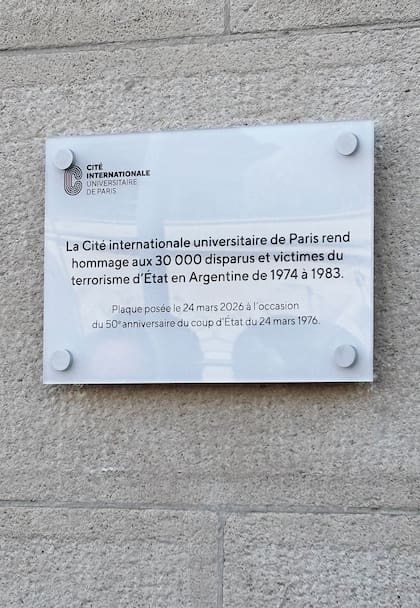 CITÉ
INTERNATIONALE
UNIVERSITAIRE
DE PARIS
La Cité internationale universitaire de Paris rend
hommage aux 30 000 disparus et victimes du
terrorisme d'État en Argentine de 1974 à 1983.
Plaque posée le 24 mars 2026 à l'occasion
du 50e anniversaire du coup d'État du 24 mars 1976.